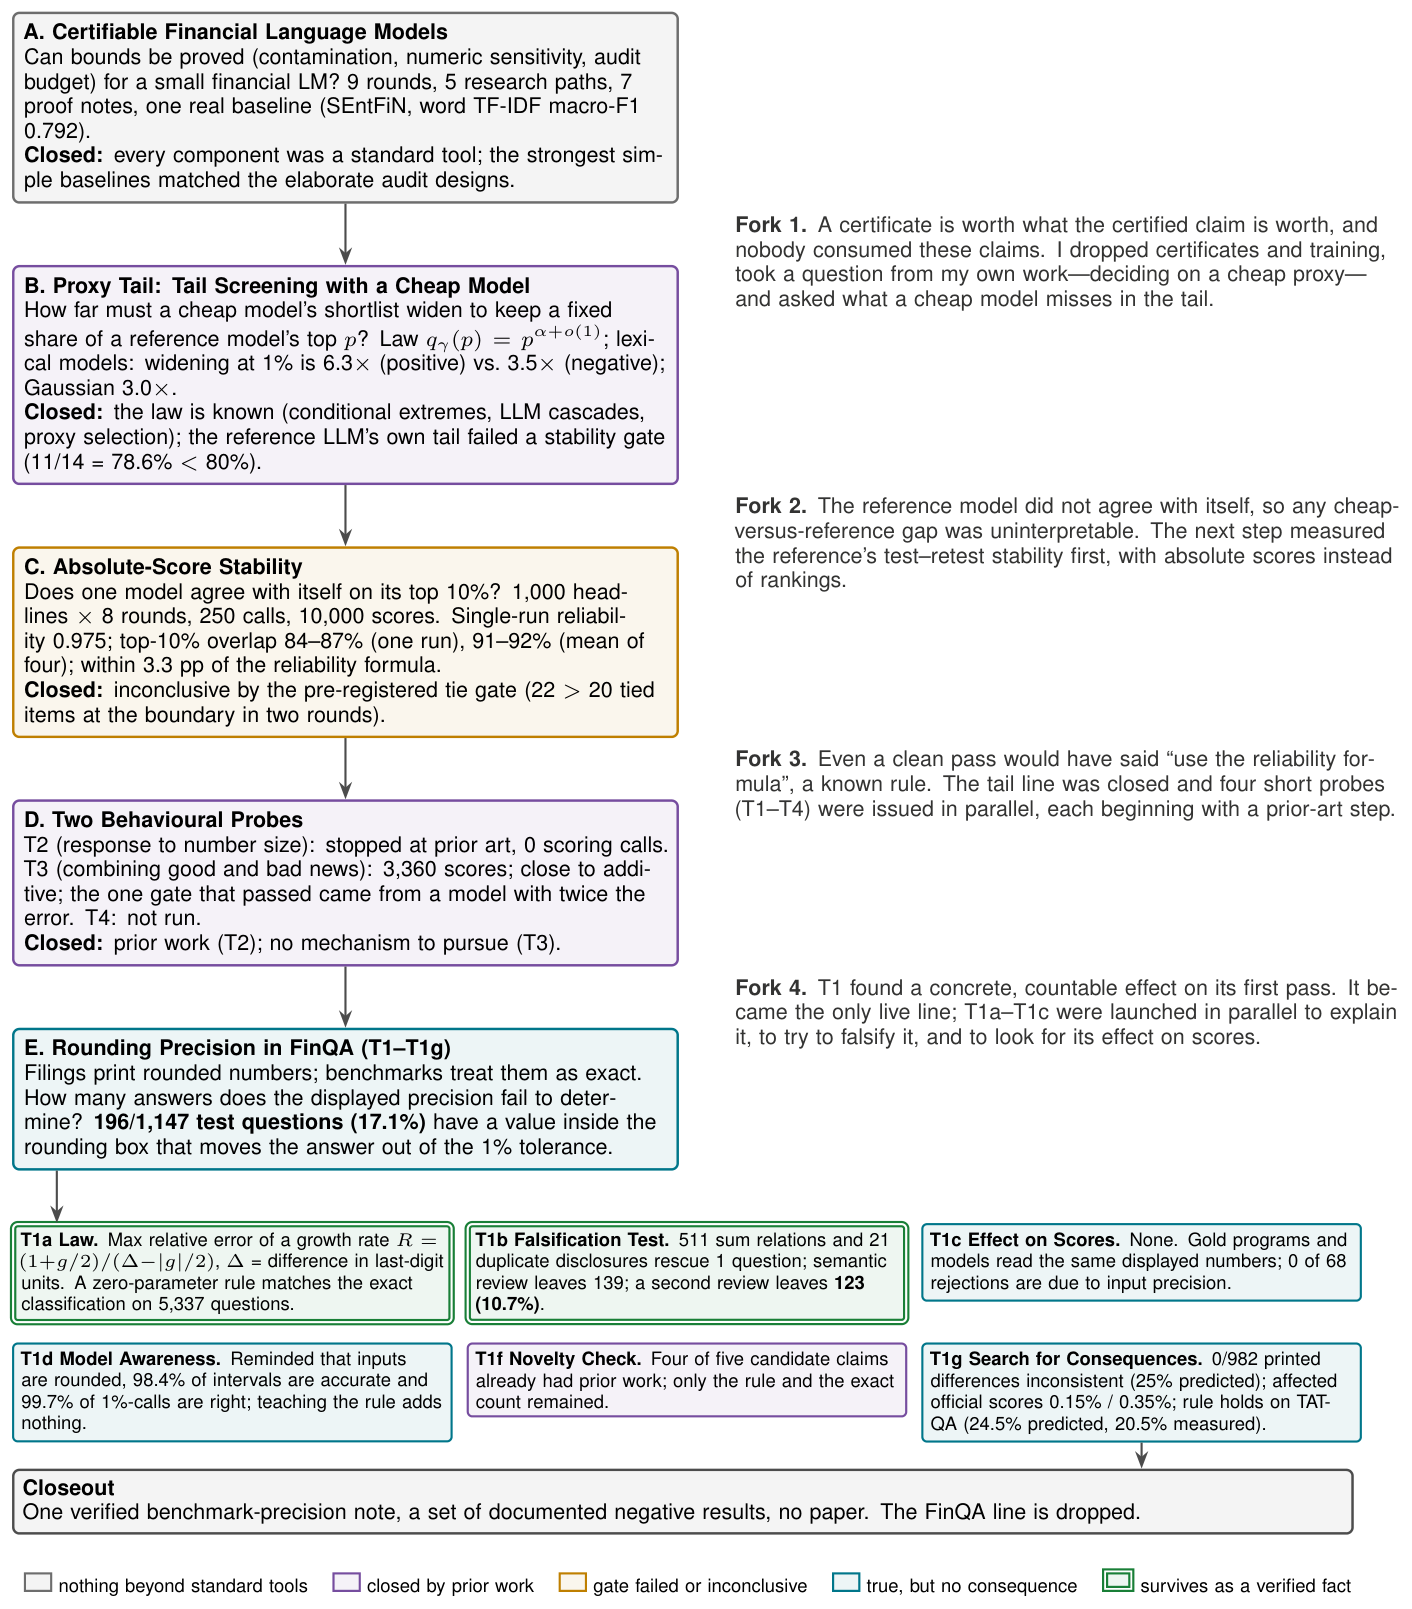 A. Certifiable Financial Language Models
Can bounds be proved (contamination, numeric sensitivity, audit
budget) for a small financial LM? 9 rounds, 5 research paths, 7
proof notes, one real baseline (SEntFiN, word TF-IDF macro-F1
0.792).
Closed: every component was a standard tool; the strongest sim-
ple baselines matched the elaborate audit designs.
Fork 1. A certificate is worth what the certified claim is worth, and
nobody consumed these claims. I dropped certificates and training,
took a question from my own work—deciding on a cheap proxy—
and asked what a cheap model misses in the tail.
B. Proxy Tail: Tail Screening with a Cheap Model
How far must a cheap model's shortlist widen to keep a fixed
share of a reference model's top p? Law qγ(p) = p^{α+o(1)}; lexi-
cal models: widening at 1% is 6.3× (positive) vs. 3.5× (negative);
Gaussian 3.0×.
Closed: the law is known (conditional extremes, LLM cascades,
proxy selection); the reference LLM's own tail failed a stability gate
(11/14 = 78.6% < 80%).
Fork 2. The reference model did not agree with itself, so any cheap-
versus-reference gap was uninterpretable. The next step measured
the reference's test–retest stability first, with absolute scores instead
of rankings.
C. Absolute-Score Stability
Does one model agree with itself on its top 10%? 1,000 head-
lines × 8 rounds, 250 calls, 10,000 scores. Single-run reliabil-
ity 0.975; top-10% overlap 84–87% (one run), 91–92% (mean of
four); within 3.3 pp of the reliability formula.
Closed: inconclusive by the pre-registered tie gate (22 > 20 tied
items at the boundary in two rounds).
Fork 3. Even a clean pass would have said “use the reliability for-
mula”, a known rule. The tail line was closed and four short probes
(T1–T4) were issued in parallel, each beginning with a prior-art step.
D. Two Behavioural Probes
T2 (response to number size): stopped at prior art, 0 scoring calls.
T3 (combining good and bad news): 3,360 scores; close to addi-
tive; the one gate that passed came from a model with twice the
error. T4: not run.
Closed: prior work (T2); no mechanism to pursue (T3).
Fork 4. T1 found a concrete, countable effect on its first pass. It be-
came the only live line; T1a–T1c were launched in parallel to explain
it, to try to falsify it, and to look for its effect on scores.
E. Rounding Precision in FinQA (T1–T1g)
Filings print rounded numbers; benchmarks treat them as exact.
How many answers does the displayed precision fail to deter-
mine? 196/1,147 test questions (17.1%) have a value inside the
rounding box that moves the answer out of the 1% tolerance.
T1a Law. Max relative error of a growth rate R =
(1+g/2)/(Δ−|g|/2), Δ = difference in last-digit
units. A zero-parameter rule matches the exact
classification on 5,337 questions.
T1b Falsification Test. 511 sum relations and 21
duplicate disclosures rescue 1 question; semantic
review leaves 139; a second review leaves 123
(10.7%).
T1c Effect on Scores. None. Gold programs and
models read the same displayed numbers; 0 of 68
rejections are due to input precision.
T1d Model Awareness. Reminded that inputs
are rounded, 98.4% of intervals are accurate and
99.7% of 1%-calls are right; teaching the rule adds
nothing.
T1f Novelty Check. Four of five candidate claims
already had prior work; only the rule and the exact
count remained.
T1g Search for Consequences. 0/982 printed
differences inconsistent (25% predicted); affected
official scores 0.15% / 0.35%; rule holds on TAT-
QA (24.5% predicted, 20.5% measured).
Closeout
One verified benchmark-precision note, a set of documented negative results, no paper. The FinQA line is dropped.
nothing beyond standard tools
closed by prior work
gate failed or inconclusive
true, but no consequence
survives as a verified fact